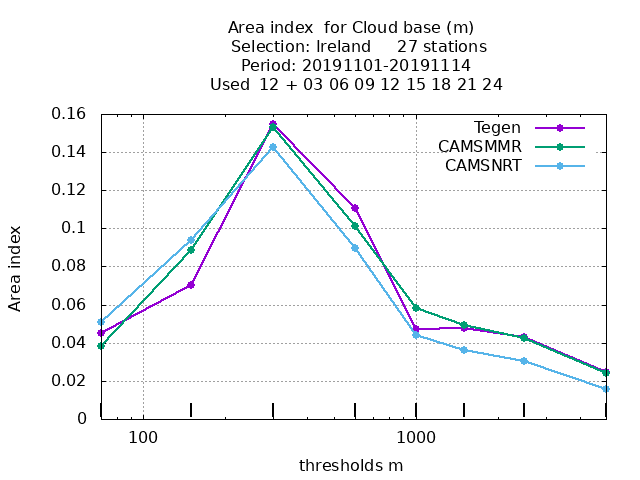 Area index  for Cloud base (m)
Selection: Ireland     27 stations
Period: 20191101-20191114
Used  12 + 03 06 09 12 15 18 21 24
0.16
Tegen
CAMSMMR
0.14
CAMSNRT
0.12
0.1
0.08
0.06
0.04
0.02
0
Area index
100
1000
thresholds m